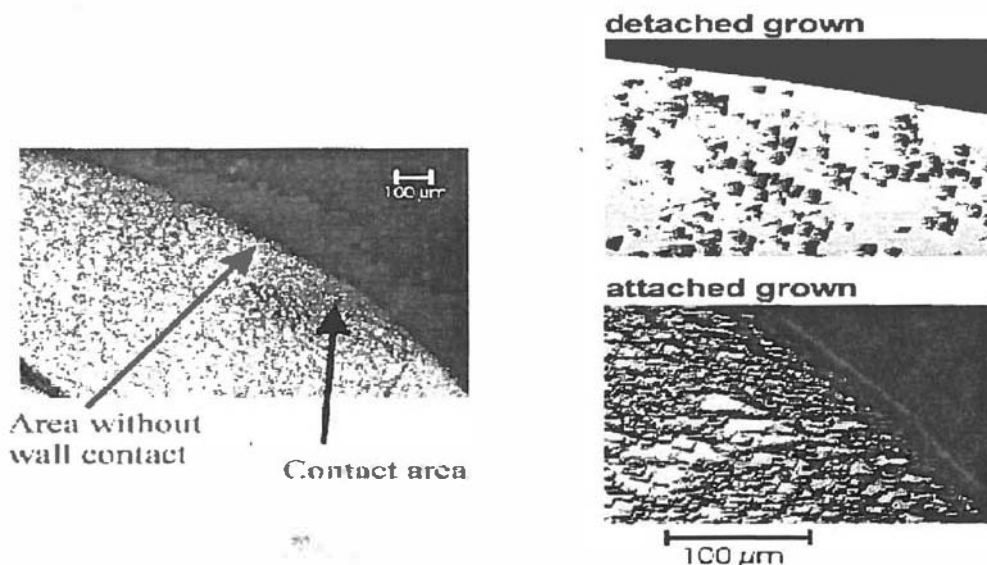 100 µm
Area without
wall contact
Contact area
detached grown
attached grown
100 µm